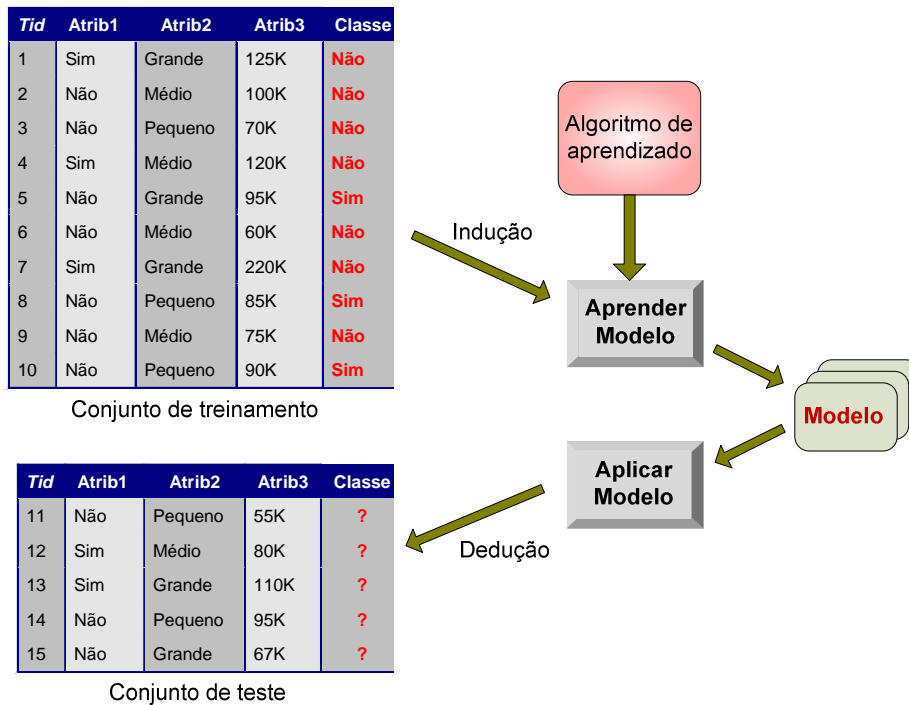 Tid Atrib1 Atrib2 Atrib3 Classe
1 Sim Grande 125K Não
2 Não Médio 100K Não
3 Não Pequeno 70K Não
4 Sim Médio 120K Não
5 Não Grande 95K Sim
6 Não Médio 60K Não
7 Sim Grande 220K Não
8 Não Pequeno 85K Sim
9 Não Médio 75K Não
10 Não Pequeno 90K Sim
Conjunto de treinamento
Algoritmo de
aprendizado
Indução
Aprender
Modelo
Modelo
Aplicar
Modelo
Dedução
Tid Atrib1 Atrib2 Atrib3 Classe
11 Não Pequeno 55K ?
12 Sim Médio 80K ?
13 Sim Grande 110K ?
14 Não Pequeno 95K ?
15 Não Grande 67K ?
Conjunto de teste